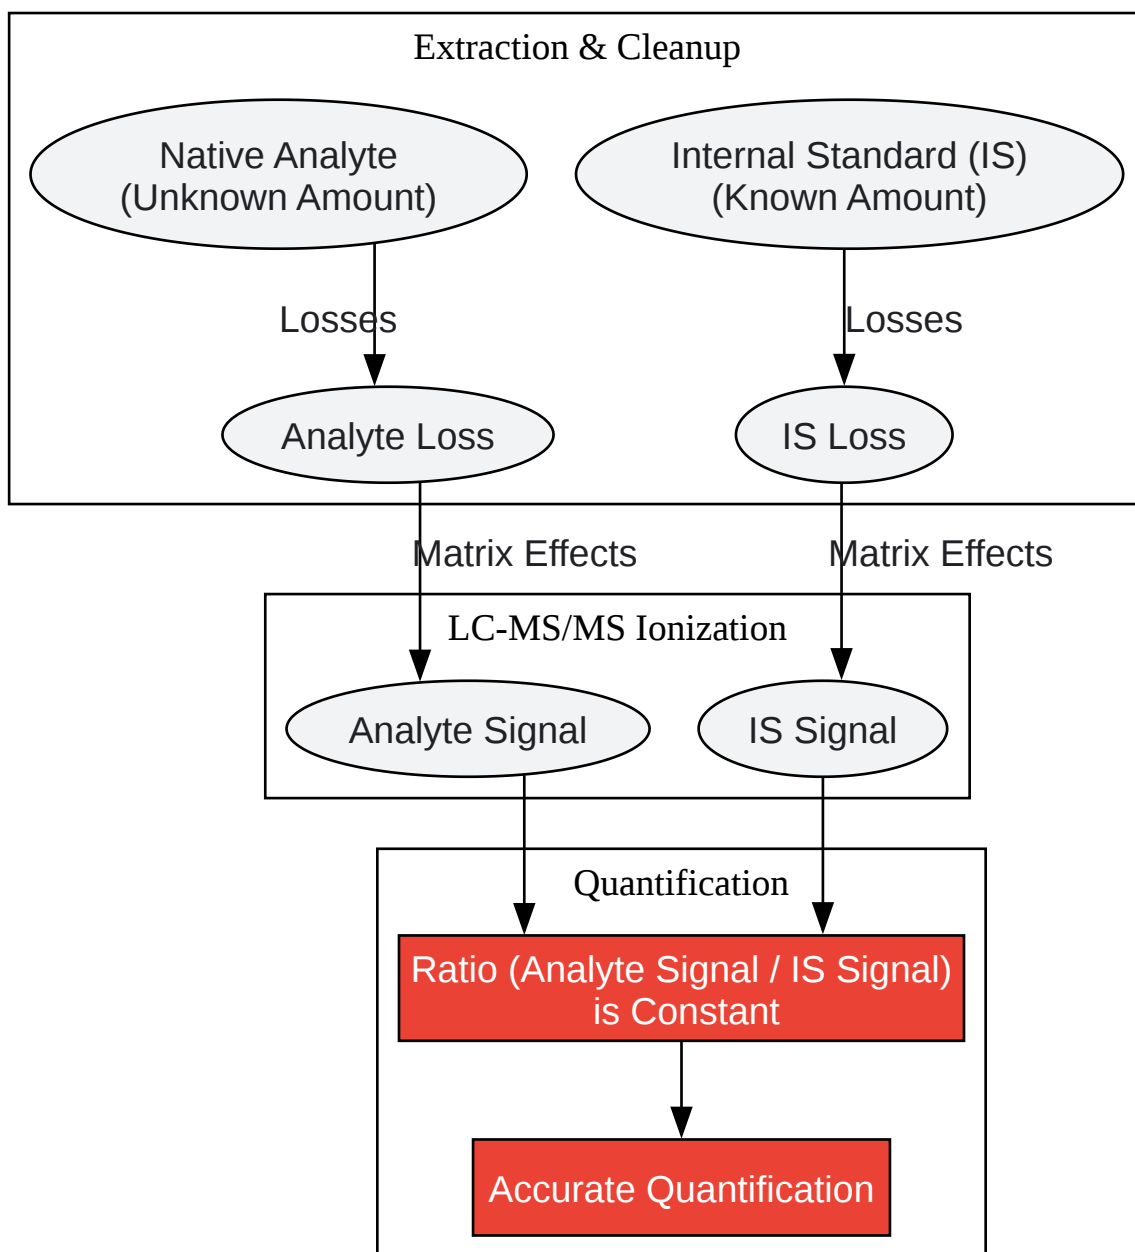 Extraction & Cleanup
Native Analyte
(Unknown Amount)
Internal Standard (IS)
(Known Amount)
Losses
Losses
Analyte Loss
IS Loss
Matrix Effects
Matrix Effects
LC-MS/MS Ionization
Analyte Signal
IS Signal
Quantification
Ratio (Analyte Signal / IS Signal)
is Constant
Accurate Quantification